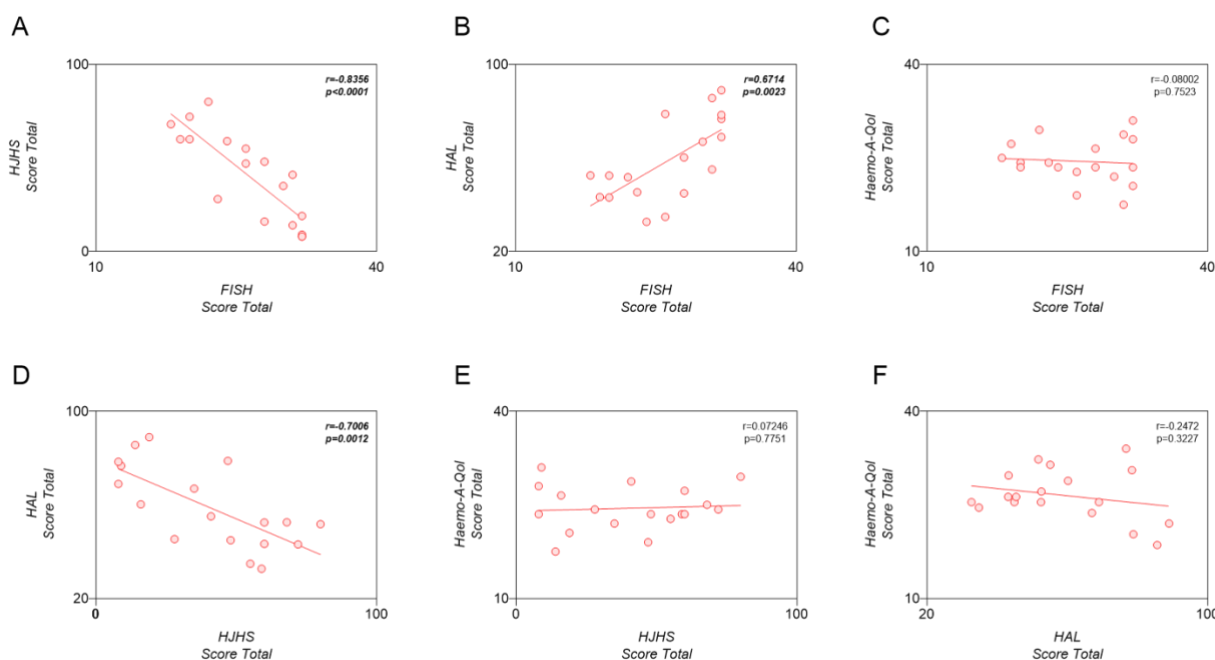 A
100
r=-0.8356
p<0.0001
HJHS
Score Total
0
10
40
FISH
Score Total
B
100
r=0.6714
p=0.0023
HAL
Score Total
20
10
40
FISH
Score Total
C
40
r=-0.08002
p=0.7523
Haemo-A-Qol
Score Total
10
10
40
FISH
Score Total
D
100
r=-0.7006
p=0.0012
HAL
Score Total
20
0
100
HJHS
Score Total
E
40
r=0.07246
p=0.7751
Haemo-A-Qol
Score Total
10
0
100
HJHS
Score Total
F
40
r=-0.2472
p=0.3227
Haemo-A-Qol
Score Total
10
20
100
HAL
Score Total